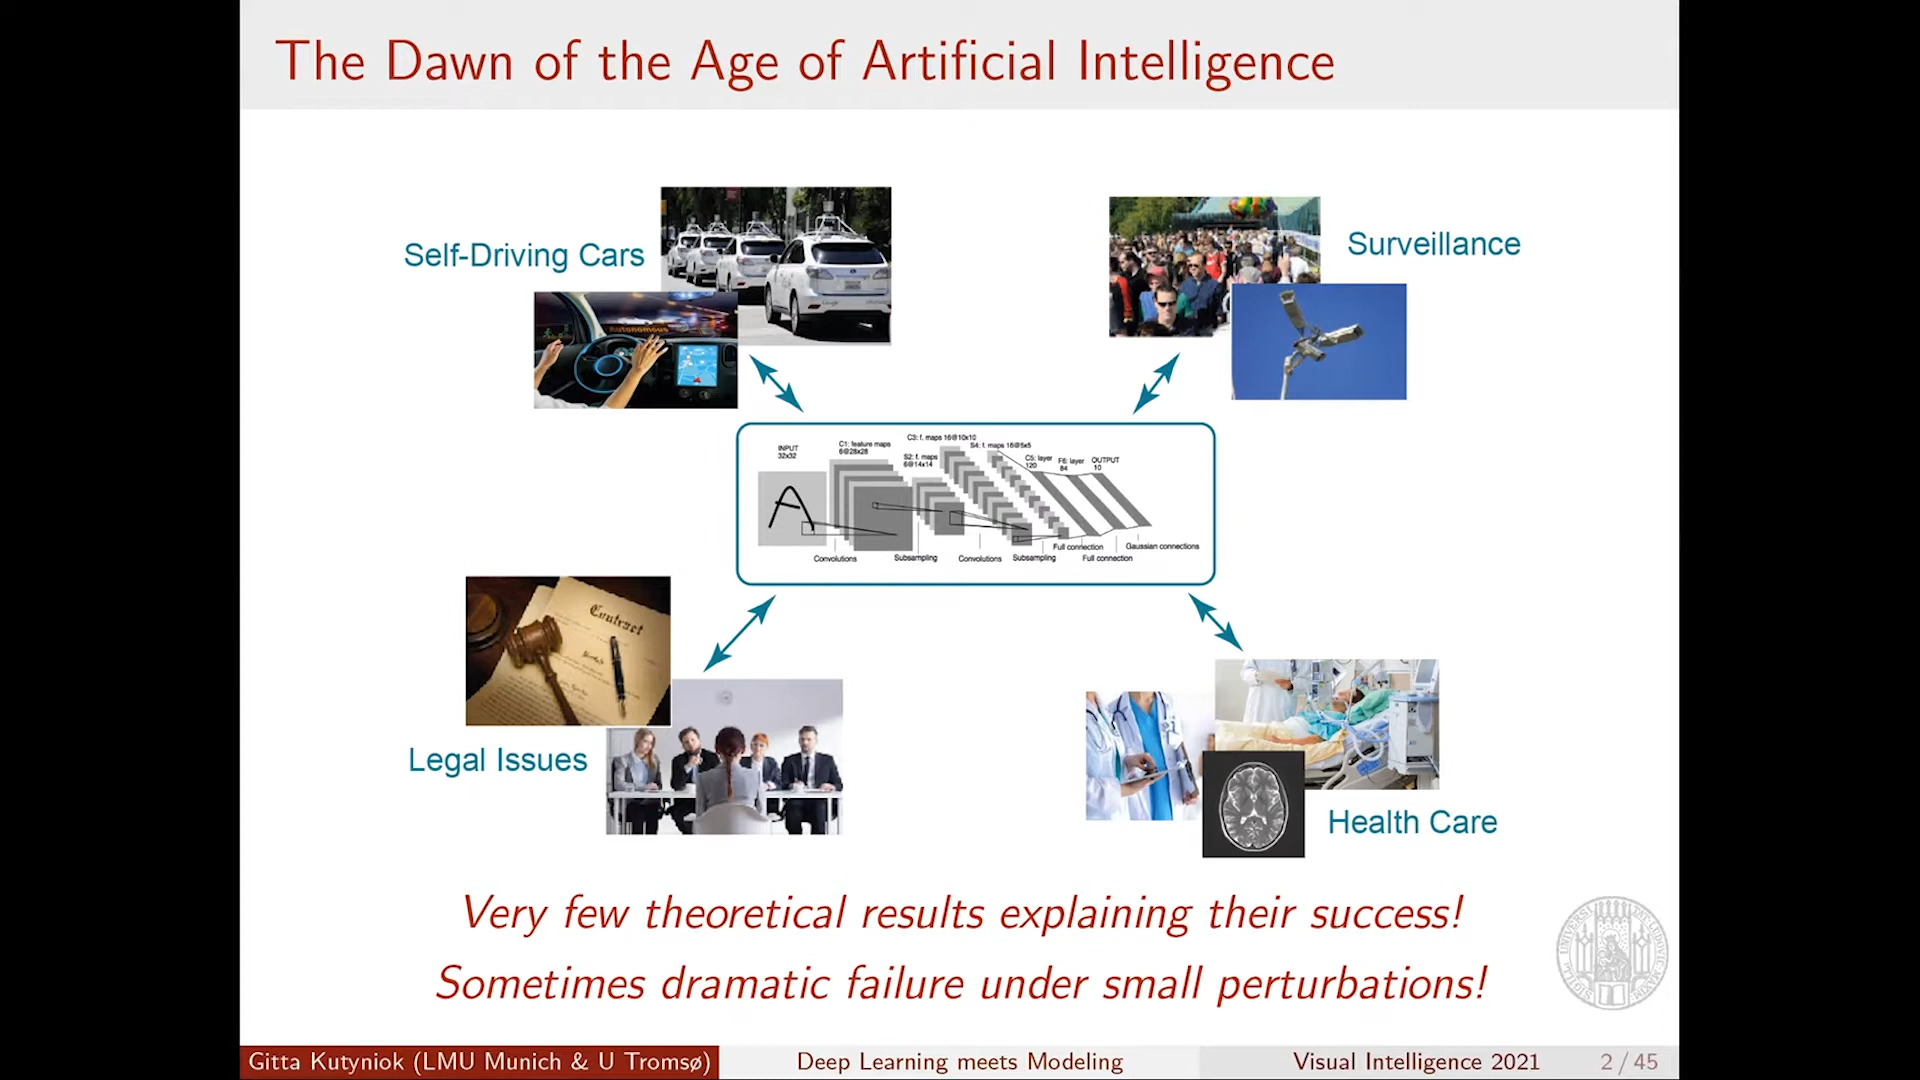 The Dawn of the Age of Artificial Intelligence
Self-Driving Cars
Autonomous
Surveillance
INPUT
32x32
C1: feature maps
6@28x28
S2: f. maps
6@14x14
C3: f. maps 16@10x10
S4: f. maps 16@5x5
C5: layer
120
F6: layer
84
OUTPUT
10
Convolutions
Subsampling
Convolutions
Subsampling
Full connection
Full connection
Gaussian connections
Contract
Legal Issues
Health Care
Very few theoretical results explaining their success!
Sometimes dramatic failure under small perturbations!
Gitta Kutyniok (LMU Munich & U Tromsø)
Deep Learning meets Modeling
Visual Intelligence 2021
2 / 45